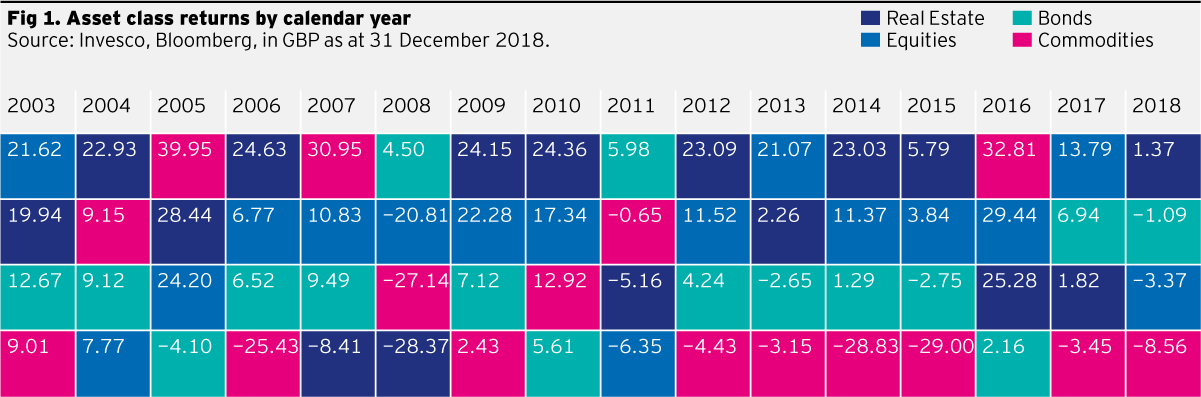 Fig 1. Asset class returns by calendar year
Source: Invesco, Bloomberg, in GBP as at 31 December 2018.
Real Estate Bonds
Equities Commodities
2003 2004 2005 2006 2007 2008 2009 2010 2011 2012 2013 2014 2015 2016 2017 2018
21.62 22.93 39.95 24.63 30.95 4.50 24.15 24.36 5.98 23.09 21.07 23.03 5.79 32.81 13.79 1.37
19.94 9.15 28.44 6.77 10.83 −20.81 22.28 17.34 −0.65 11.52 2.26 11.37 3.84 29.44 6.94 −1.09
12.67 9.12 24.20 6.52 9.49 −27.14 7.12 12.92 −5.16 4.24 −2.65 1.29 −2.75 25.28 1.82 −3.37
9.01 7.77 −4.10 −25.43 −8.41 −28.37 2.43 5.61 −6.35 −4.43 −3.15 −28.83 −29.00 2.16 −3.45 −8.56